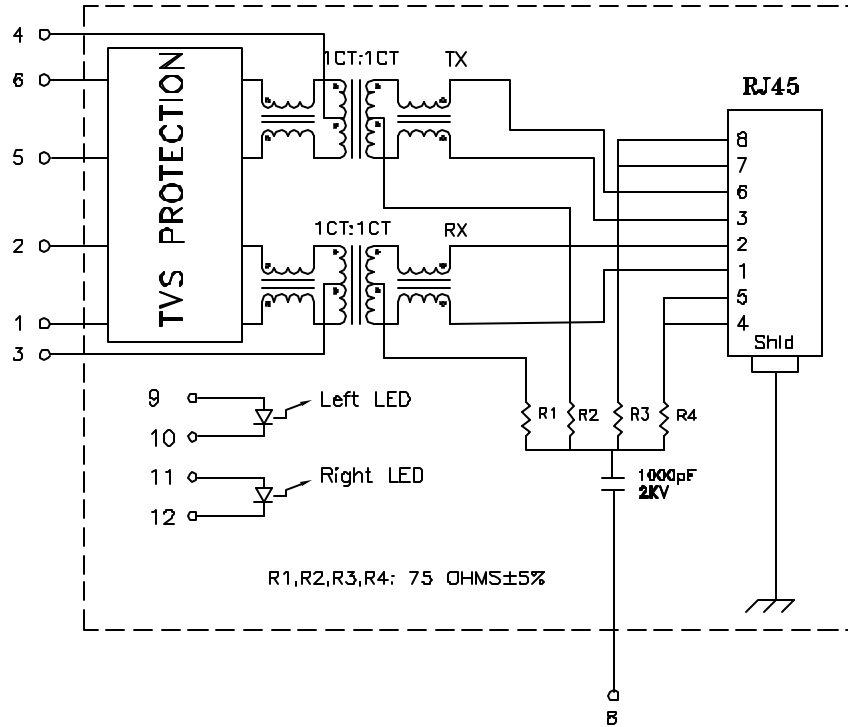 4
1CT:1CT TX
6
TVS PROTECTION
RJ45
8
5
7
6
3
1CT:1CT RX
2
2
1
5
1
4
3
Shld
9
Left LED
10
R1
R2
R3
R4
11
Right LED
1000pF
2KV
12
R1,R2,R3,R4: 75 OHMS±5%